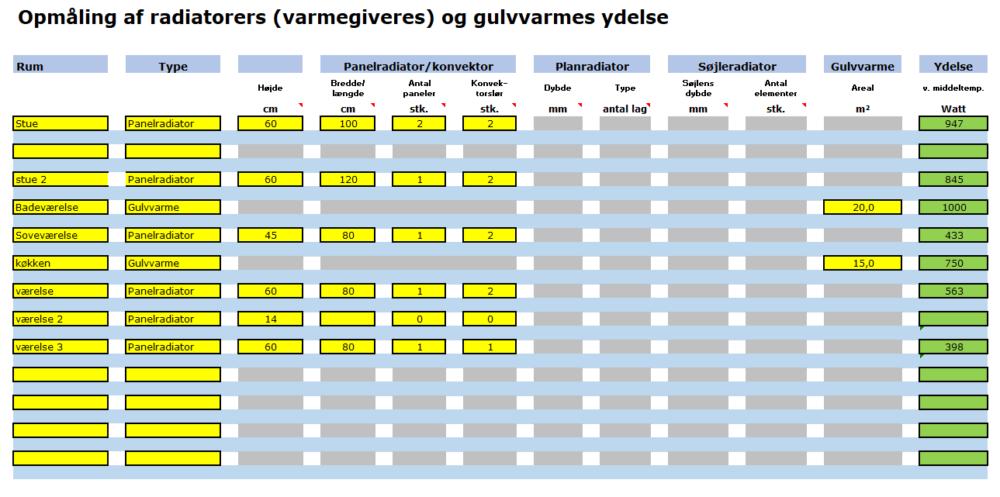 Opmåling af radiatorers (varmegiveres) og gulvvarmes ydelse
Rum Type Panelradiator/konvektor Planradiator Søjleradiator Gulvvarme Ydelse
Højde Bredde/ længde Antal paneler Konvek- torslør Dybde Type Søjlens dybde Antal elementer Areal v. middeltemp.
cm cm stk. stk. mm antal lag mm stk. m² Watt
Stue Panelradiator 60 100 2 2 947
stue 2 Panelradiator 60 120 1 2 845
Badeværelse Gulvvarme 20,0 1000
Soveværelse Panelradiator 45 80 1 2 433
køkken Gulvvarme 15,0 750
værelse Panelradiator 60 80 1 2 563
værelse 2 Panelradiator 14 0 0
værelse 3 Panelradiator 60 80 1 1 398